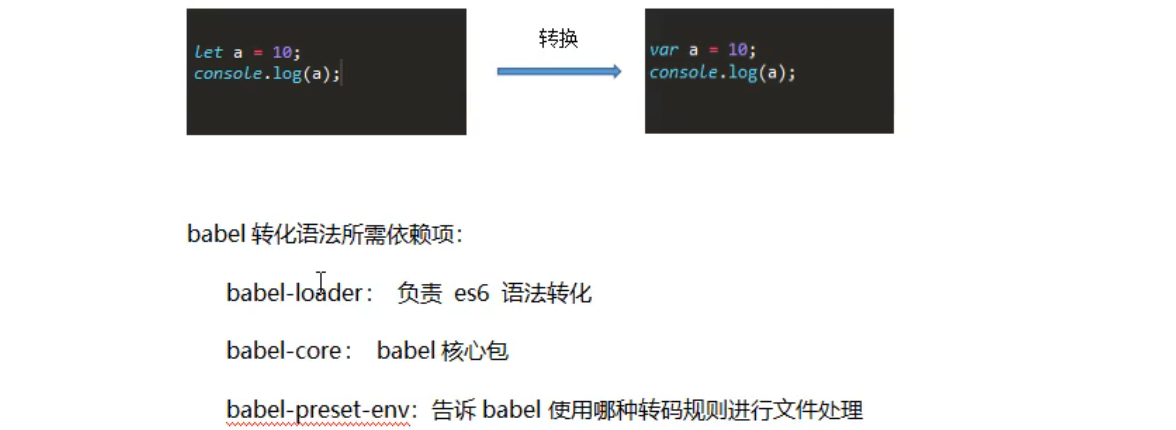 let a = 10;
console.log(a);
转换
var a = 10;
console.log(a);
babel 转化语法所需依赖项：
babel-loader： 负责 es6 语法转化
babel-core： babel 核心包
babel-preset-env：告诉 babel 使用哪种转码规则进行文件处理